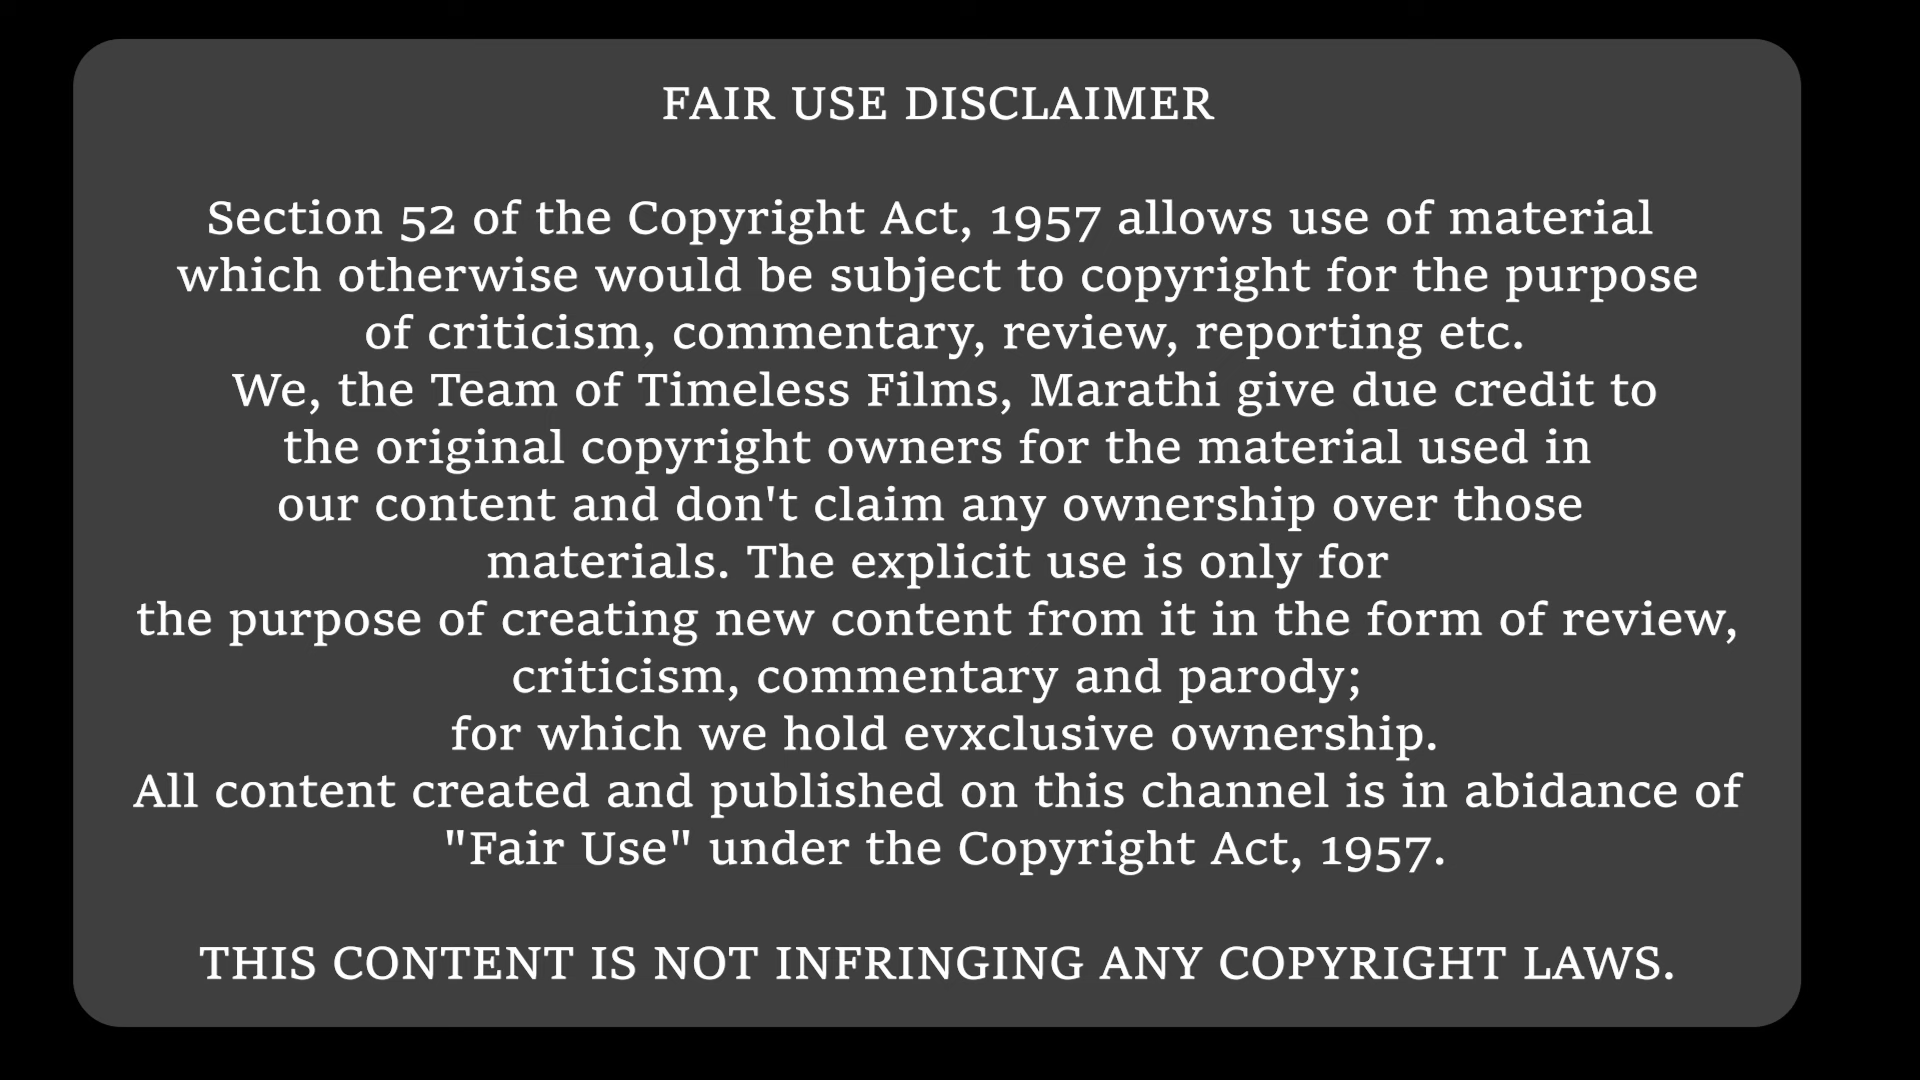 FAIR USE DISCLAIMER
Section 52 of the Copyright Act, 1957 allows use of material
which otherwise would be subject to copyright for the purpose
of criticism, commentary, review, reporting etc.
We, the Team of Timeless Films, Marathi give due credit to
the original copyright owners for the material used in
our content and don't claim any ownership over those
materials. The explicit use is only for
the purpose of creating new content from it in the form of review,
criticism, commentary and parody;
for which we hold evxclusive ownership.
All content created and published on this channel is in abidance of
"Fair Use" under the Copyright Act, 1957.
THIS CONTENT IS NOT INFRINGING ANY COPYRIGHT LAWS.